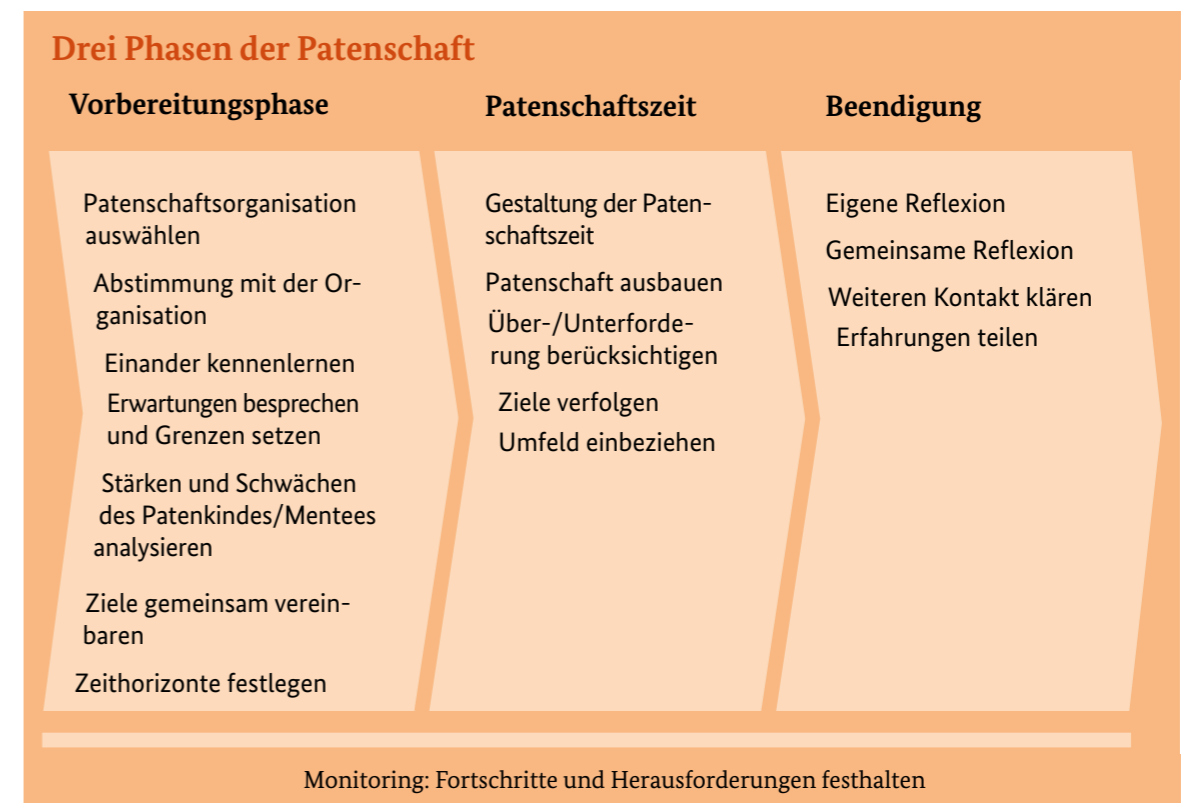 Drei Phasen der Patenschaft
Vorbereitungsphase
Patenschaftsorganisation
auswählen
Abstimmung mit der Or-
ganisation
Einander kennenlernen
Erwartungen besprechen
und Grenzen setzen
Stärken und Schwächen
des Patenkindes/Mentees
analysieren
Ziele gemeinsam verein-
baren
Zeithorizonte festlegen
Patenschaftszeit
Gestaltung der Paten-
schaftszeit
Patenschaft ausbauen
Über-/Unterforde-
rung berücksichtigen
Ziele verfolgen
Umfeld einbeziehen
Beendigung
Eigene Reflexion
Gemeinsame Reflexion
Weiteren Kontakt klären
Erfahrungen teilen
Monitoring: Fortschritte und Herausforderungen festhalten